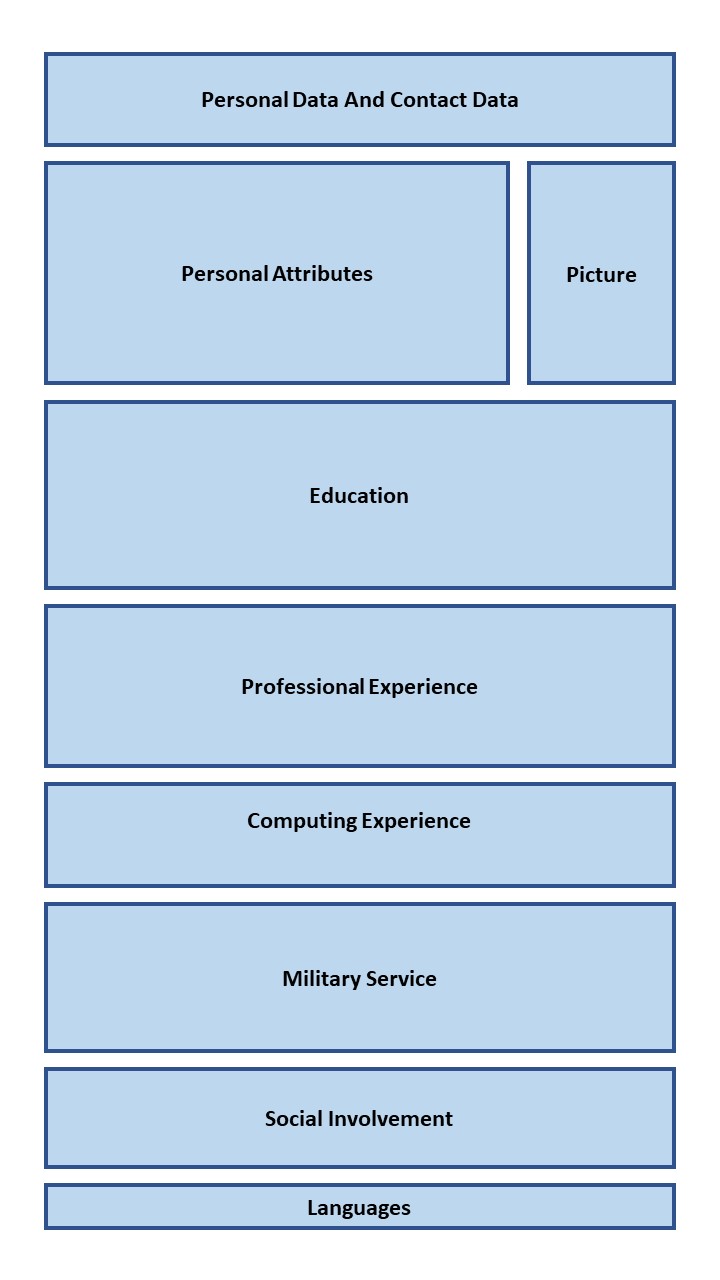 Personal Data And Contact Data
Personal Attributes
Picture
Education
Professional Experience
Computing Experience
Military Service
Social Involvement
Languages